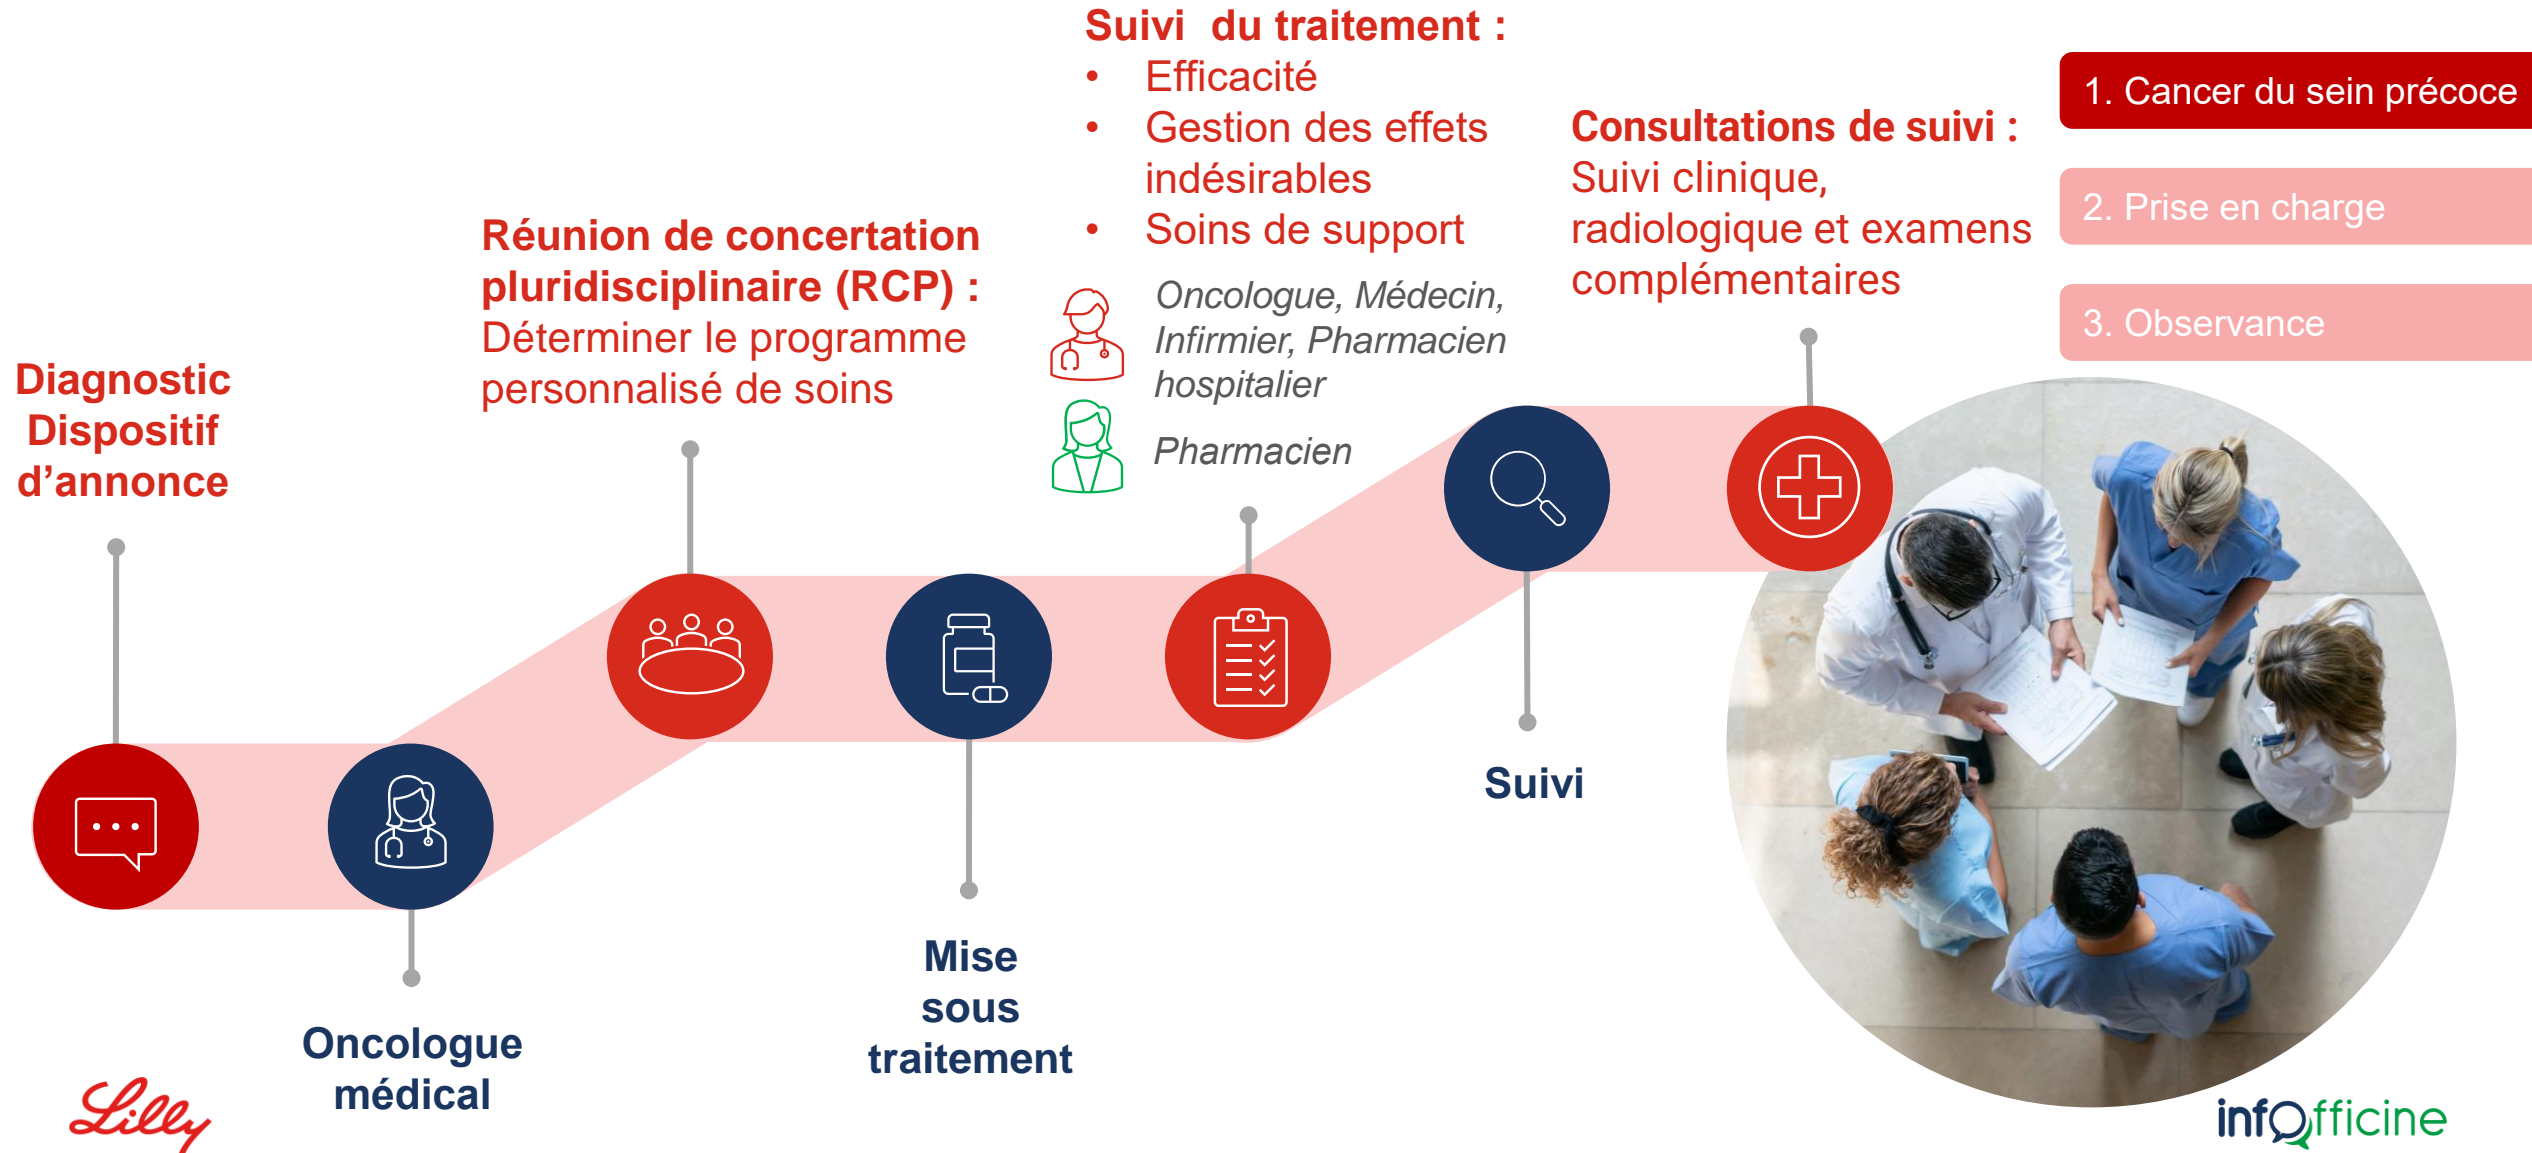 Suivi du traitement :
• Efficacité
• Gestion des effets
indésirables
• Soins de support
Oncologue, Médecin,
Infirmier, Pharmacien
hospitalier
Pharmacien
Consultations de suivi :
Suivi clinique,
radiologique et examens
complémentaires
1. Cancer du sein précoce
2. Prise en charge
3. Observance
Réunion de concertation
pluridisciplinaire (RCP) :
Déterminer le programme
personnalisé de soins
Diagnostic
Dispositif
d’annonce
Suivi
Mise
sous
traitement
Oncologue
médical
Lilly
infOfficine